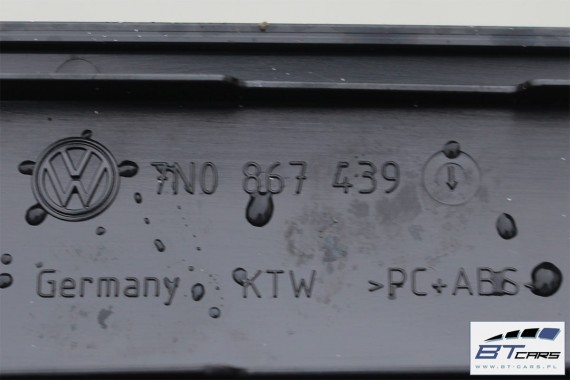 7N0 867 439
Germany KTW >PC+ABS<
BT CARS
WWW.BT-CARS.PL